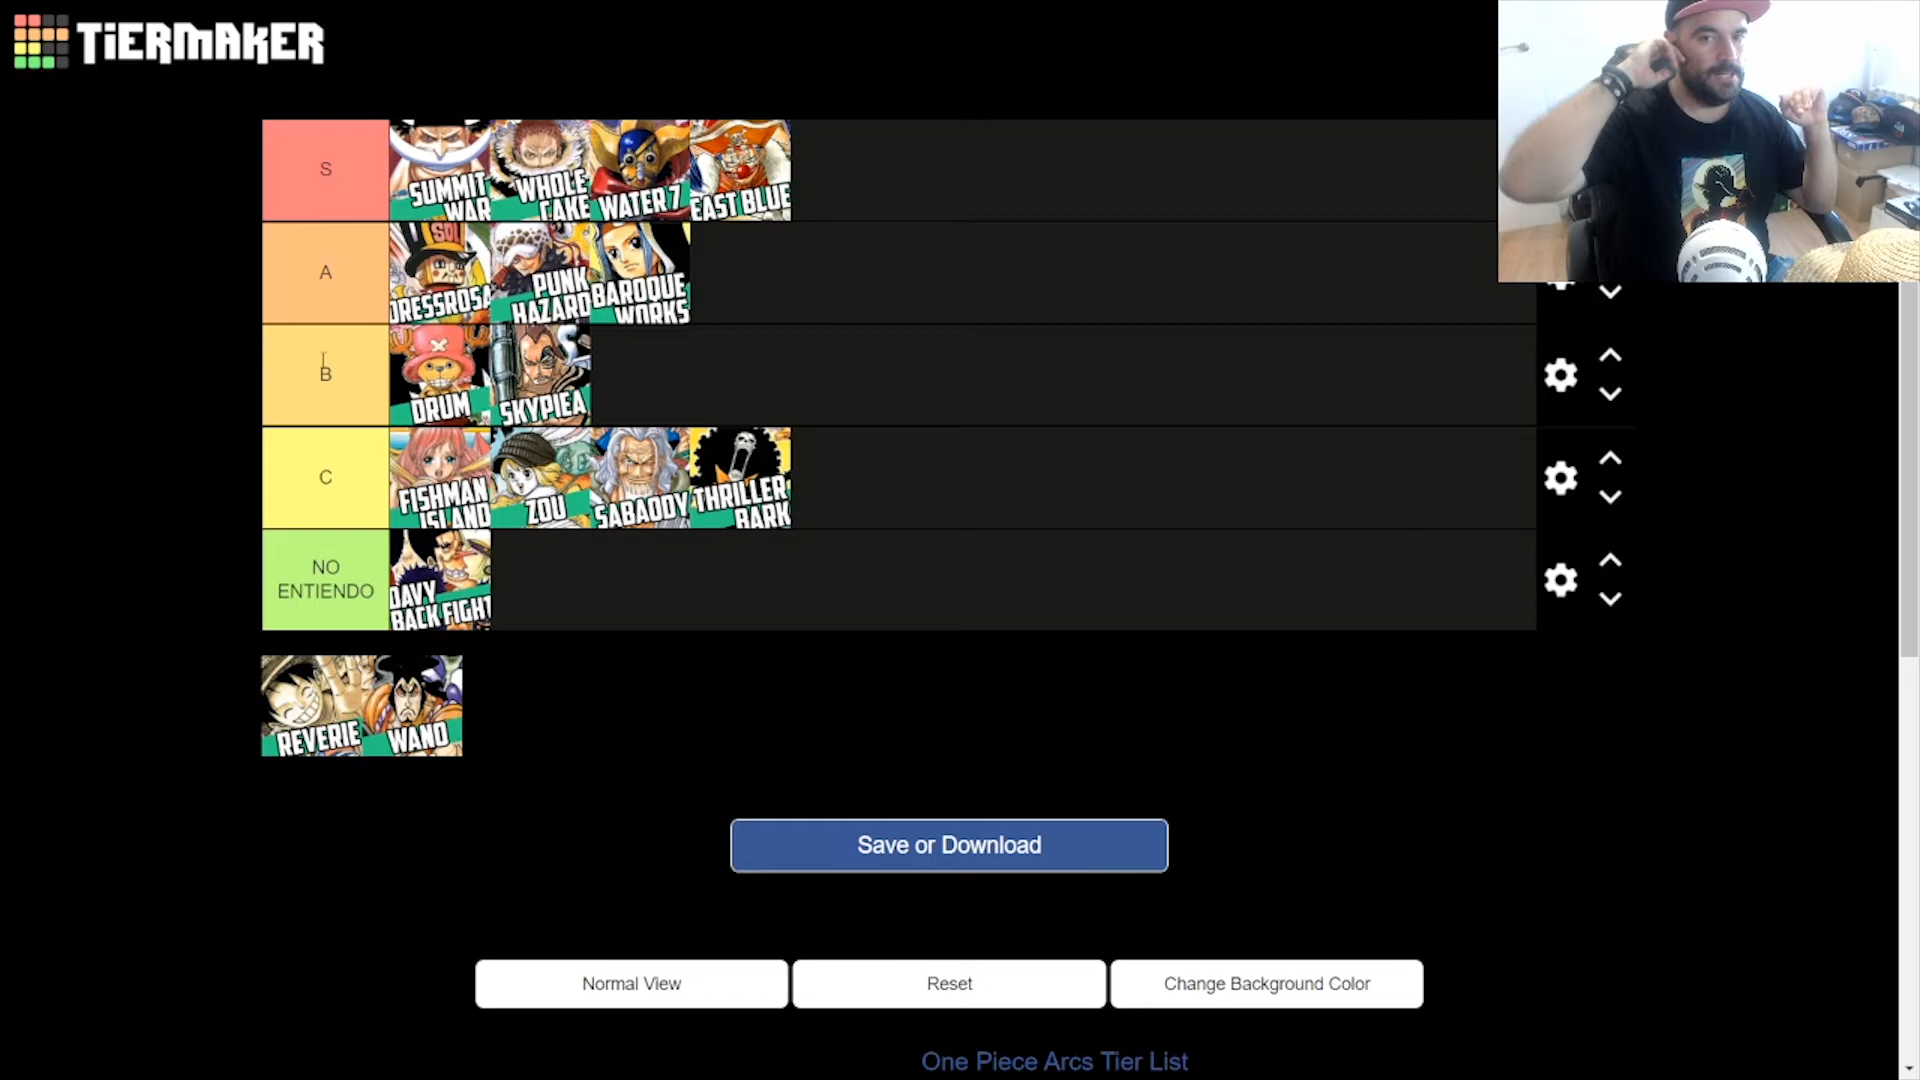 TiERMAKER
S
SUMMIT
WAR
WHOLE
CAKE
WATER 7
EAST BLUE
A
SOL
DRESSROSA
PUNK
HAZARD
BAROQUE
WORKS
B
DRUM
SKYPIEA
C
FISHMAN
ISLAND
ZOU
SABAODY
THRILLER
BARK
NO
ENTIENDO
DAVY
BACK FIGHT
REVERIE
WANO
Save or Download
Normal View
Reset
Change Background Color
One Piece Arcs Tier List